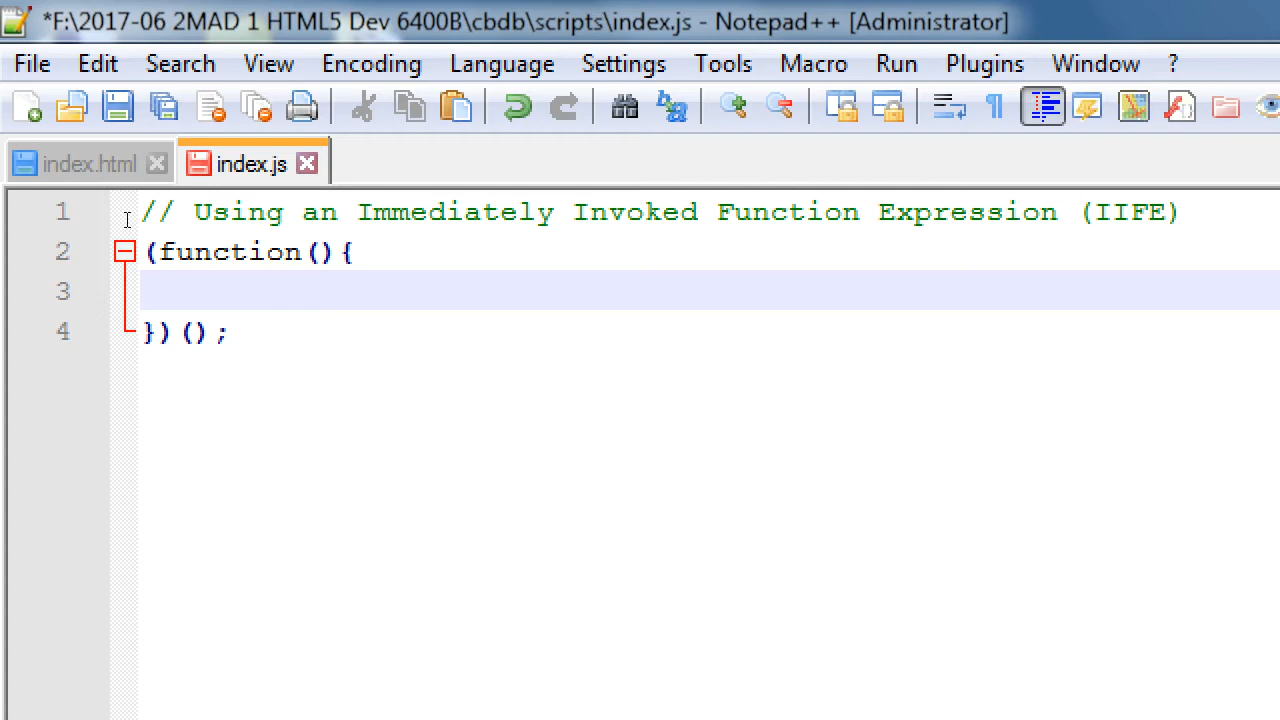 *F:\2017-06 2MAD 1 HTML5 Dev 6400B\cbdb\scripts\index.js - Notepad++ [Administrator]
File Edit Search View Encoding Language Settings Tools Macro Run Plugins Window ?
index.html index.js
1 // Using an Immediately Invoked Function Expression (IIFE)
2 (function(){
3
4 })();